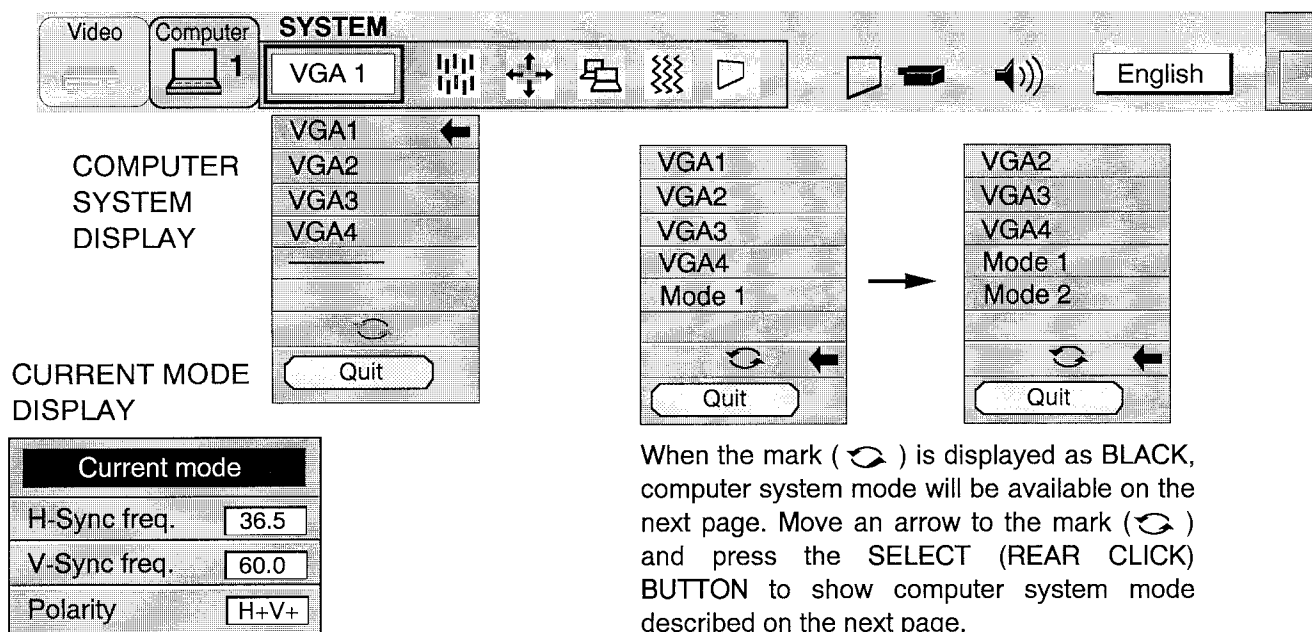 Video
Computer
SYSTEM
1
VGA 1
English
COMPUTER
SYSTEM
DISPLAY
VGA1
VGA2
VGA3
VGA4
Quit
VGA1
VGA2
VGA3
VGA4
Mode 1
Quit
VGA2
VGA3
VGA4
Mode 1
Mode 2
Quit
CURRENT MODE
DISPLAY
Current mode
H-Sync freq. 36.5
V-Sync freq. 60.0
Polarity H+V+
When the mark ( ) is displayed as BLACK,
computer system mode will be available on the
next page. Move an arrow to the mark ( )
and press the SELECT (REAR CLICK)
BUTTON to show computer system mode
described on the next page.